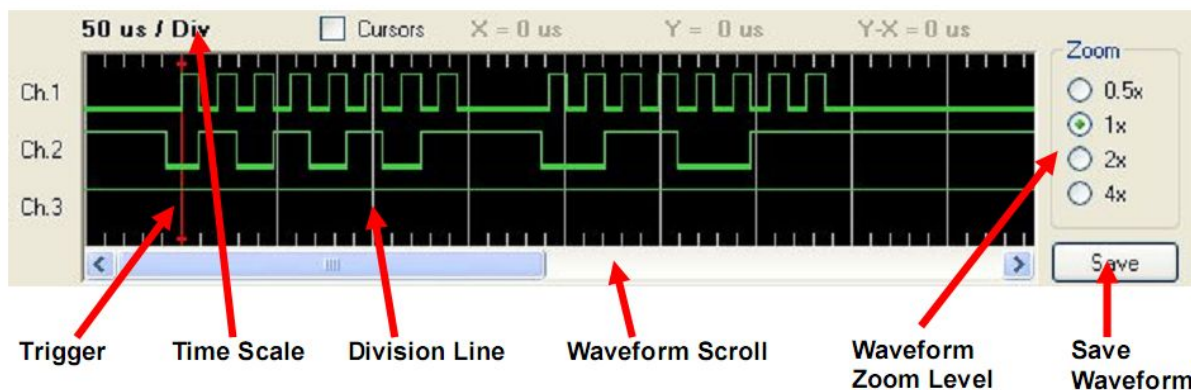 50 us / Div Cursors X = 0 us Y = 0 us Y-X = 0 us
Zoom
Ch.1
0.5x
1x
Ch.2
2x
4x
Ch.3
Save
Trigger Time Scale Division Line Waveform Scroll Waveform Zoom Level Save Waveform